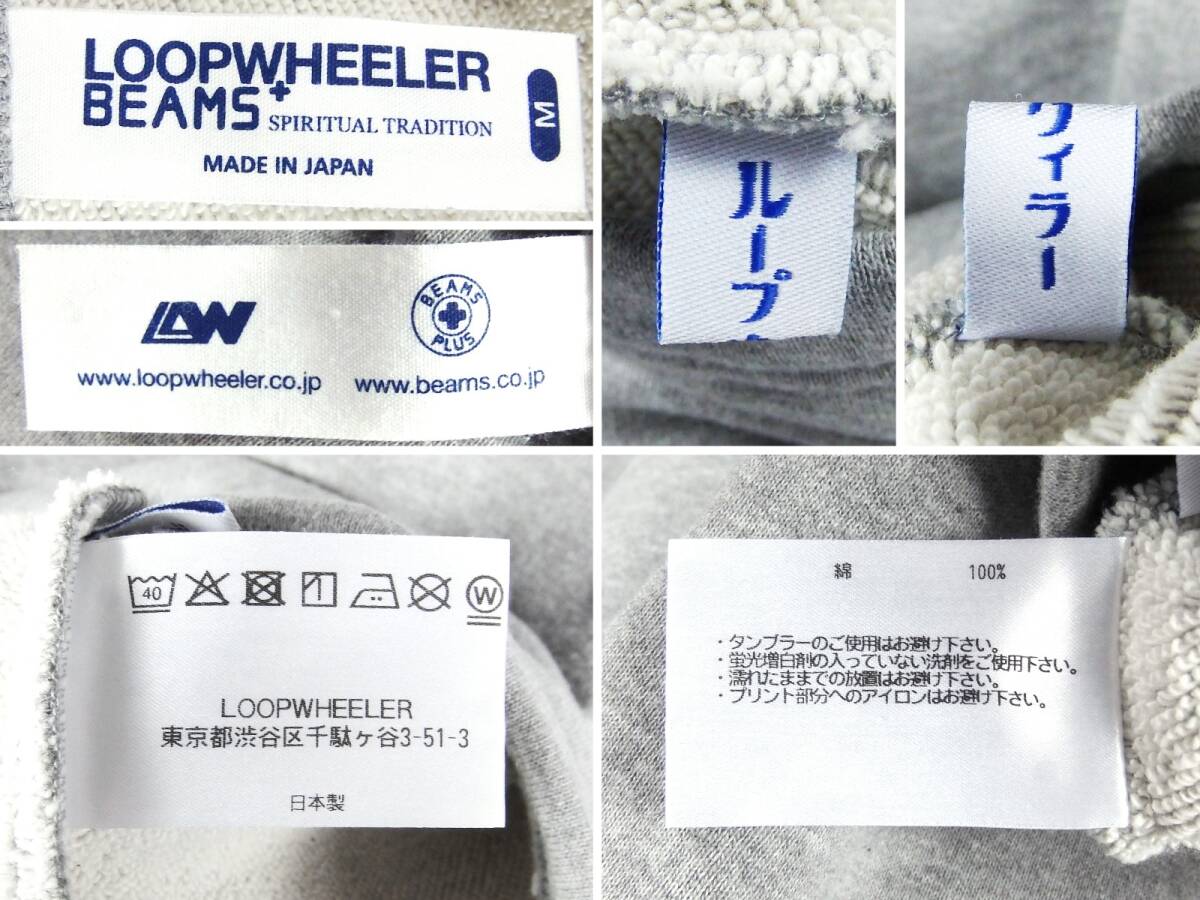 LOOPWHEELER
BEAMS+ SPIRITUAL TRADITION
MADE IN JAPAN
M
ループ
ウィラー
LOW
BEAMS
PLUS
www.loopwheeler.co.jp www.beams.co.jp
40
W
LOOPWHEELER
東京都渋谷区千駄ヶ谷3-51-3
日本製
綿 100%
・タンブラーのご使用はお避け下さい。
・蛍光増白剤の入っていない洗剤をご使用下さい。
・濡れたままでの放置はお避け下さい。
・プリント部分へのアイロンはお避け下さい。